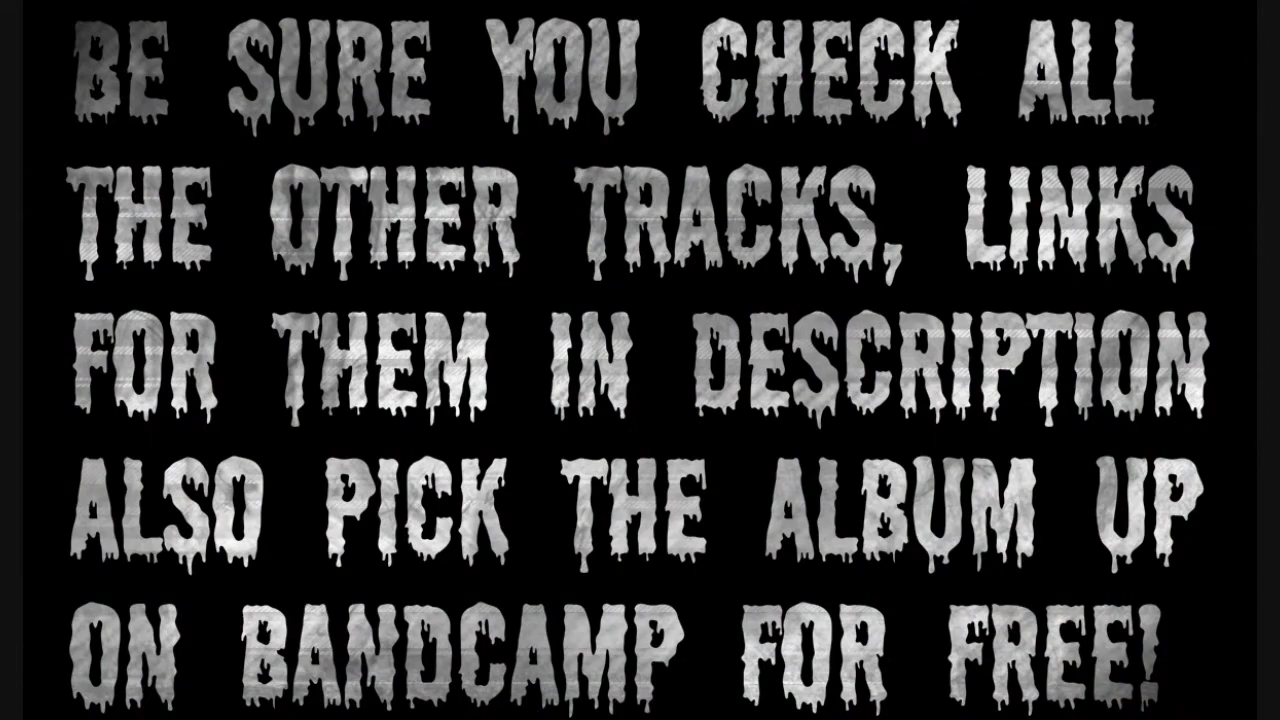 BE SURE YOU CHECK ALL
THE OTHER TRACKS, LINKS
FOR THEM IN DESCRIPTION
ALSO PICK THE ALBUM UP
ON BANDCAMP FOR FREE!